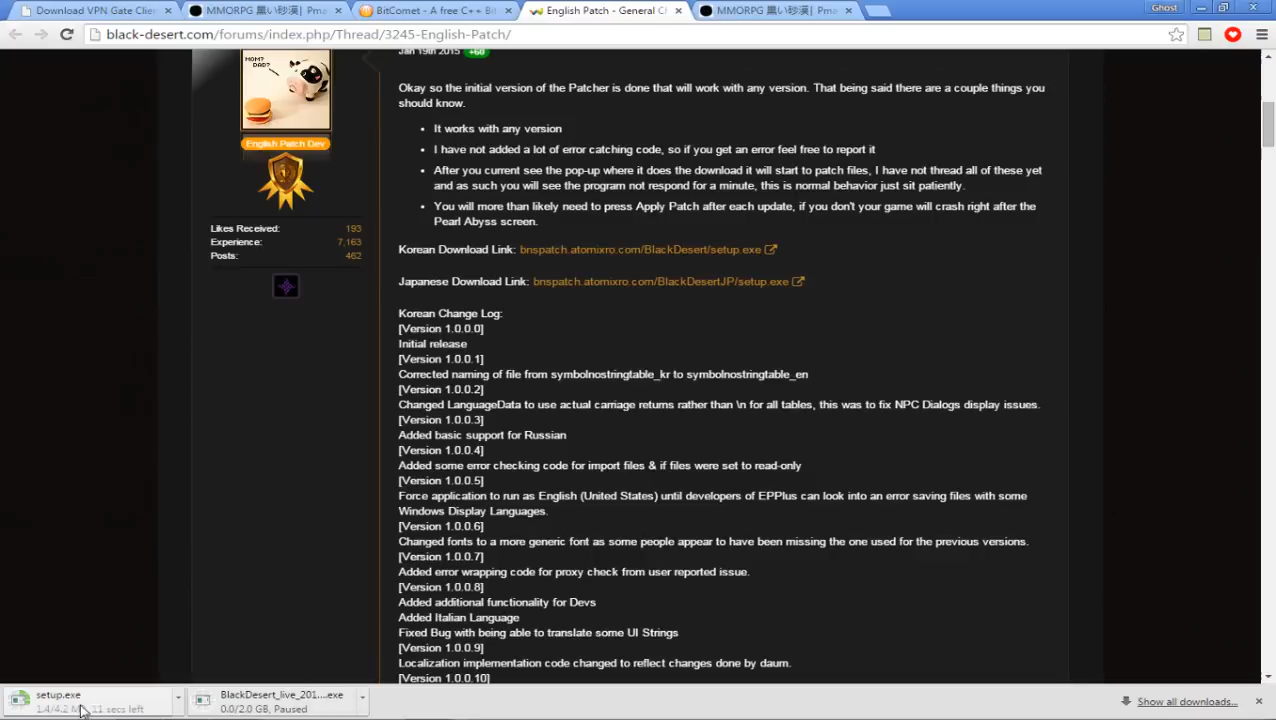 Download VPN Gate Clien
MMORPG 黒い砂漠| Pma
BitComet - A free C++ Bit
English Patch - General C
MMORPG 黒い砂漠| Pma
Ghost
black-desert.com/forums/index.php/Thread/3245-English-Patch/
Jan 19th 2015 +60
MOM?
DAD?
English Patch Dev
Likes Received: 193
Experience: 7,163
Posts: 462
Okay so the initial version of the Patcher is done that will work with any version. That being said there are a couple things you
should know.
• It works with any version
• I have not added a lot of error catching code, so if you get an error feel free to report it
• After you current see the pop-up where it does the download it will start to patch files, I have not thread all of these yet
and as such you will see the program not respond for a minute, this is normal behavior just sit patiently.
• You will more than likely need to press Apply Patch after each update, if you don't your game will crash right after the
Pearl Abyss screen.
Korean Download Link: bnspatch.atomixro.com/BlackDesert/setup.exe
Japanese Download Link: bnspatch.atomixro.com/BlackDesertJP/setup.exe
Korean Change Log:
[Version 1.0.0.0]
Initial release
[Version 1.0.0.1]
Corrected naming of file from symbolnostringtable_kr to symbolnostringtable_en
[Version 1.0.0.2]
Changed LanguageData to use actual carriage returns rather than \n for all tables, this was to fix NPC Dialogs display issues.
[Version 1.0.0.3]
Added basic support for Russian
[Version 1.0.0.4]
Added some error checking code for import files & if files were set to read-only
[Version 1.0.0.5]
Force application to run as English (United States) until developers of EPPlus can look into an error saving files with some
Windows Display Languages.
[Version 1.0.0.6]
Changed fonts to a more generic font as some people appear to have been missing the one used for the previous versions.
[Version 1.0.0.7]
Added error wrapping code for proxy check from user reported issue.
[Version 1.0.0.8]
Added additional functionality for Devs
Added Italian Language
Fixed Bug with being able to translate some UI Strings
[Version 1.0.0.9]
Localization implementation code changed to reflect changes done by daum.
[Version 1.0.0.10]
setup.exe
1.4/4.2 M 21 secs left
BlackDesert_live_201....exe
0.0/2.0 GB, Paused
Show all downloads...